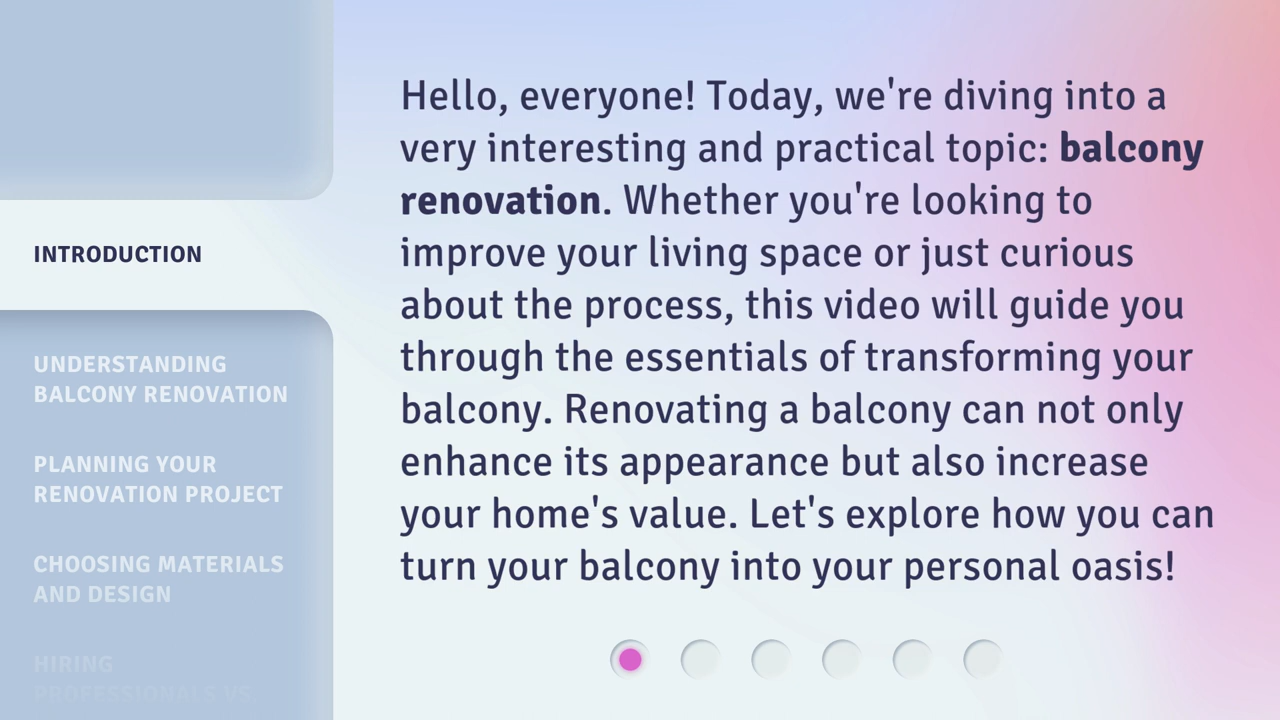 INTRODUCTION
UNDERSTANDING
BALCONY RENOVATION
PLANNING YOUR
RENOVATION PROJECT
CHOOSING MATERIALS
AND DESIGN
HIRING
PROFESSIONALS VS.
Hello, everyone! Today, we're diving into a
very interesting and practical topic: balcony
renovation. Whether you're looking to
improve your living space or just curious
about the process, this video will guide you
through the essentials of transforming your
balcony. Renovating a balcony can not only
enhance its appearance but also increase
your home's value. Let's explore how you can
turn your balcony into your personal oasis!